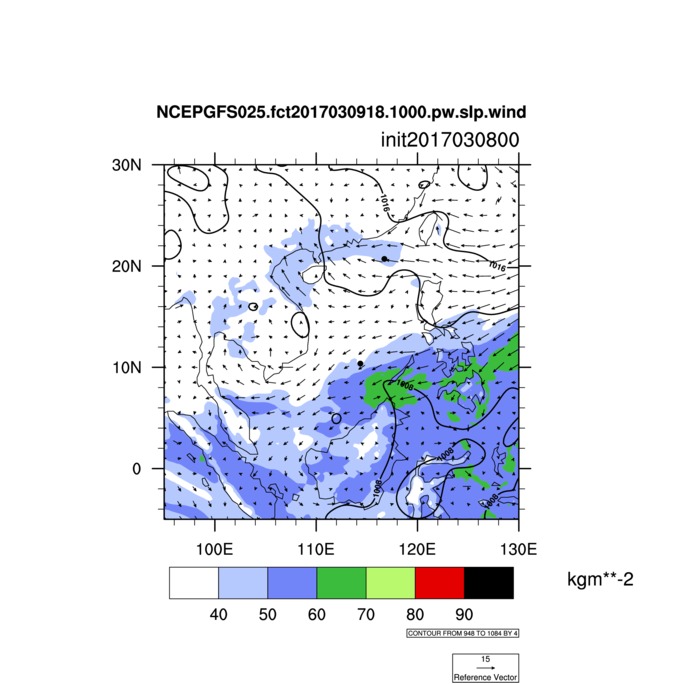 NCEPGFS025.fct2017030918.1000.pw.slp.wind
init2017030800
30N
20N
10N
0
1016
1016
1008
1008
1008
1008
100E 110E 120E 130E
kgm**-2
40 50 60 70 80 90
CONTOUR FROM 948 TO 1084 BY 4
15
Reference Vector